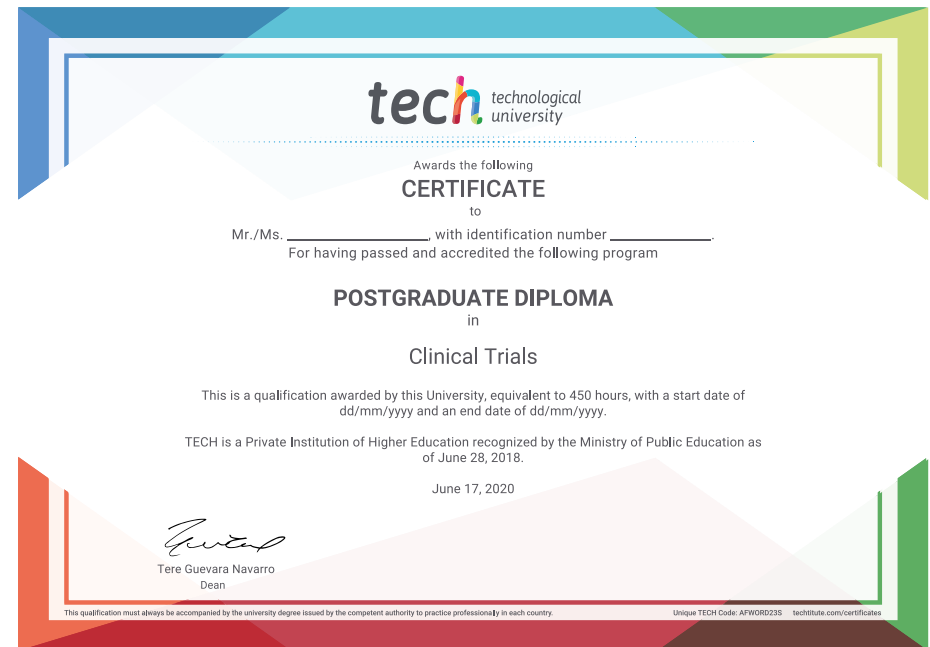 tech technological
university
Awards the following
CERTIFICATE
to
Mr./Ms. ____________________, with identification number ______________.
For having passed and accredited the following program
POSTGRADUATE DIPLOMA
in
Clinical Trials
This is a qualification awarded by this University, equivalent to 450 hours, with a start date of
dd/mm/yyyy and an end date of dd/mm/yyyy.
TECH is a Private Institution of Higher Education recognized by the Ministry of Public Education as
of June 28, 2018.
June 17, 2020
Tere Guevara Navarro
Dean
This qualification must always be accompanied by the university degree issued by the competent authority to practice professionally in each country. Unique TECH Code: AFWORD23S techtitute.com/certificates